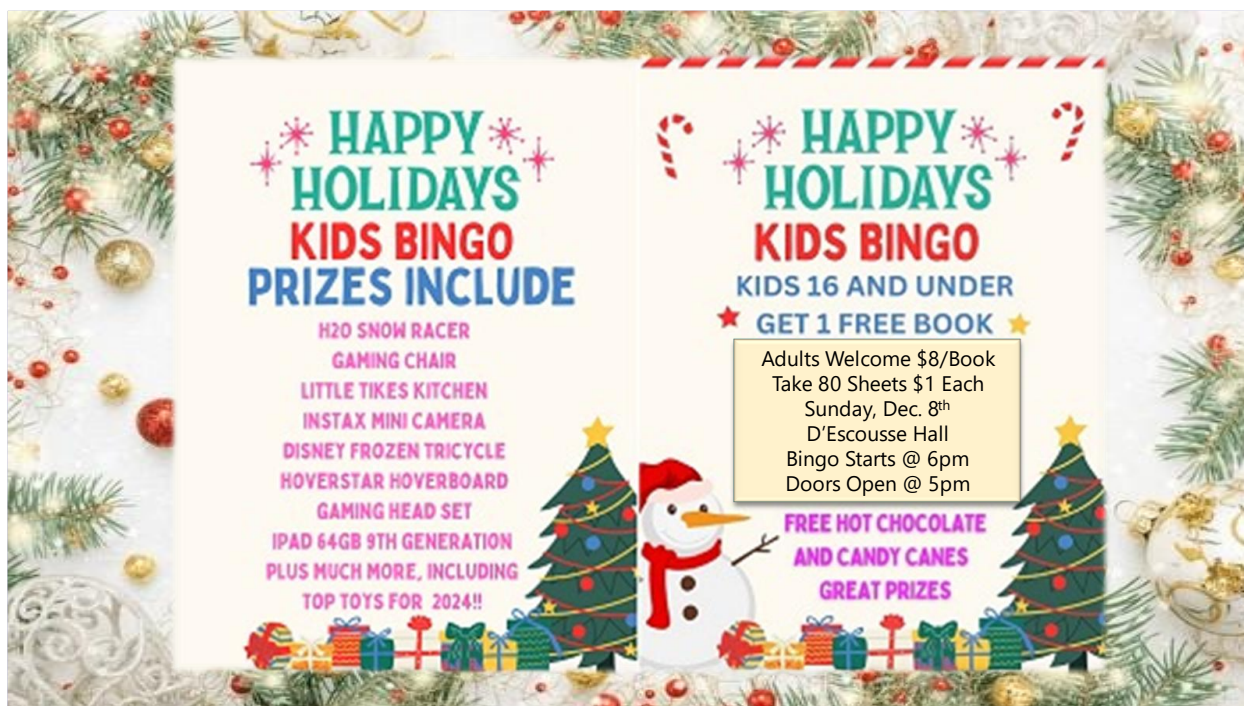 HAPPY
HOLIDAYS
KIDS BINGO
PRIZES INCLUDE
H2O SNOW RACER
GAMING CHAIR
LITTLE TIKES KITCHEN
INSTAX MINI CAMERA
DISNEY FROZEN TRICYCLE
HOVERSTAR HOVERBOARD
GAMING HEAD SET
IPAD 64GB 9TH GENERATION
PLUS MUCH MORE, INCLUDING
TOP TOYS FOR 2024!!
HAPPY
HOLIDAYS
KIDS BINGO
KIDS 16 AND UNDER
GET 1 FREE BOOK
Adults Welcome $8/Book
Take 80 Sheets $1 Each
Sunday, Dec. 8th
D'Escousse Hall
Bingo Starts @ 6pm
Doors Open @ 5pm
FREE HOT CHOCOLATE
AND CANDY CANES
GREAT PRIZES